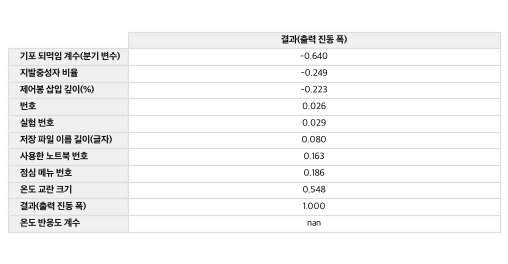 결과(출력 진동 폭)
기포 되먹임 계수(분기 변수) -0.640
지발중성자 비율 -0.249
제어봉 삽입 깊이(%) -0.223
번호 0.026
실험 번호 0.029
저장 파일 이름 길이(글자) 0.080
사용한 노트북 번호 0.163
점심 메뉴 번호 0.186
온도 교란 크기 0.548
결과(출력 진동 폭) 1.000
온도 반응도 계수 nan